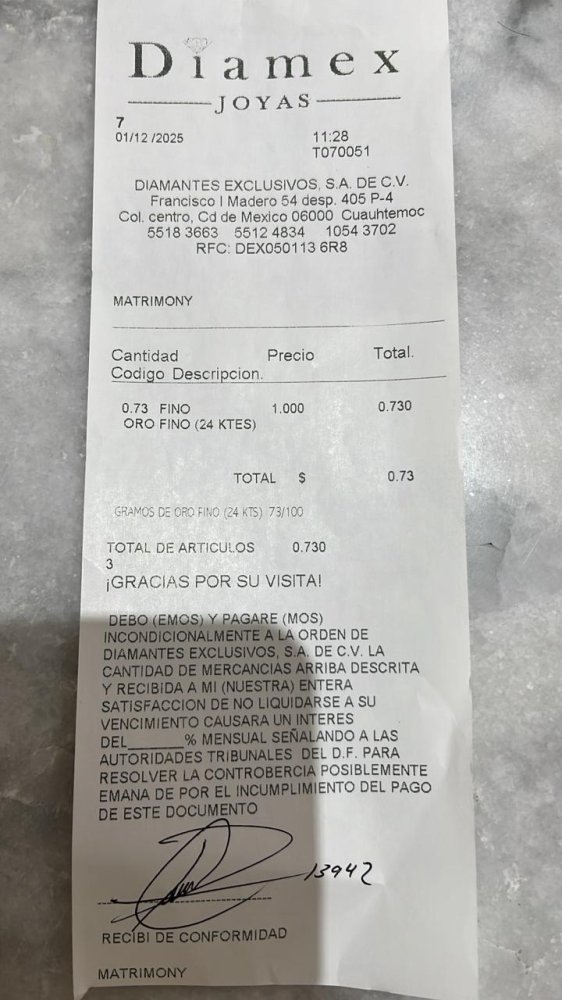 Diamex
JOYAS
7
01/12 /2025 11:28
T070051
DIAMANTES EXCLUSIVOS, S.A. DE C.V.
Francisco I Madero 54 desp. 405 P-4
Col. centro, Cd de Mexico 06000 Cuauhtemoc
5518 3663 5512 4834 1054 3702
RFC: DEX050113 6R8
MATRIMONY
Cantidad Precio Total.
Codigo Descripcion.
0.73 FINO 1.000 0.730
ORO FINO (24 KTES)
TOTAL $ 0.73
GRAMOS DE ORO FINO (24 KTS) 73/100
TOTAL DE ARTICULOS 0.730
3
¡GRACIAS POR SU VISITA!
DEBO (EMOS) Y PAGARE (MOS)
INCONDICIONALMENTE A LA ORDEN DE
DIAMANTES EXCLUSIVOS, S.A. DE C.V. LA
CANTIDAD DE MERCANCIAS ARRIBA DESCRITA
Y RECIBIDA A MI (NUESTRA) ENTERA
SATISFACCION DE NO LIQUIDARSE A SU
VENCIMIENTO CAUSARA UN INTERES
DEL______% MENSUAL SEÑALANDO A LAS
AUTORIDADES TRIBUNALES DEL D.F. PARA
RESOLVER LA CONTROBERCIA POSIBLEMENTE
EMANA DE POR EL INCUMPLIMIENTO DEL PAGO
DE ESTE DOCUMENTO
13942
RECIBI DE CONFORMIDAD
MATRIMONY